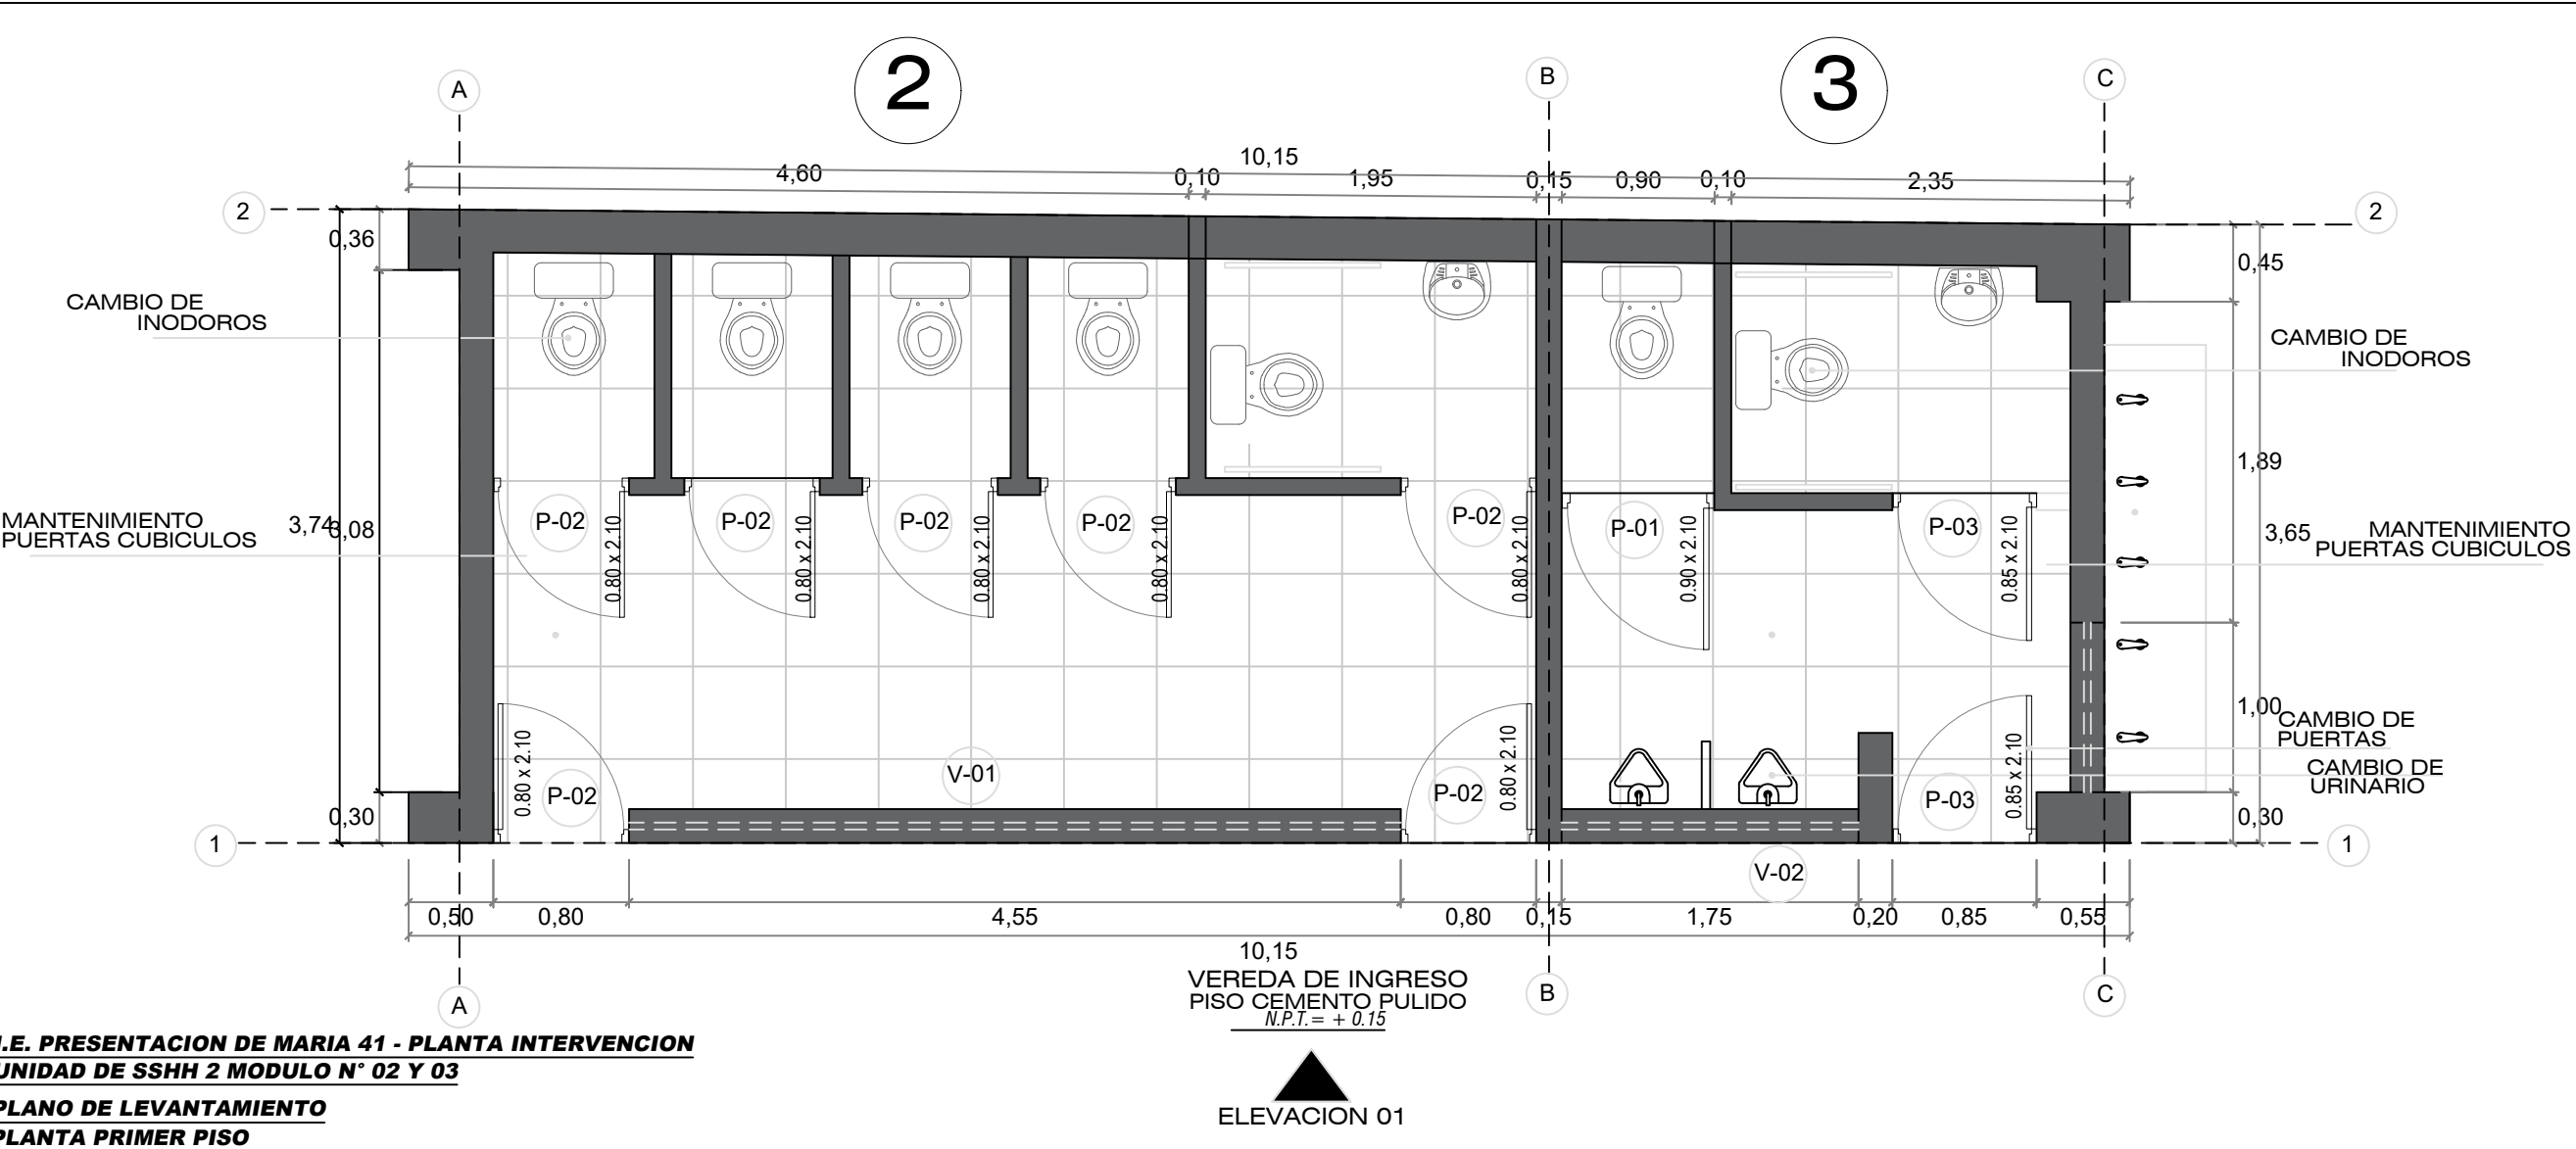 2
3
A
B
C
10,15
4,60
0,10
1,95
0,15
0,90
0,10
2,35
2
2
0,36
0,45
CAMBIO DE
INODOROS
CAMBIO DE
INODOROS
1,89
MANTENIMIENTO
PUERTAS CUBICULOS
3,74
3,08
P-02
0.80 x 2.10
P-02
0.80 x 2.10
P-02
0.80 x 2.10
P-02
0.80 x 2.10
P-02
0.80 x 2.10
P-01
0.90 x 2.10
P-03
0.85 x 2.10
3,65
MANTENIMIENTO
PUERTAS CUBICULOS
1,00
CAMBIO DE
PUERTAS
CAMBIO DE
URINARIO
0.80 x 2.10
P-02
V-01
P-02
0.80 x 2.10
P-03
0.85 x 2.10
0,30
0,30
1
1
V-02
0,50
0,80
4,55
0,80
0,15
1,75
0,20
0,85
0,55
10,15
A
B
C
VEREDA DE INGRESO
PISO CEMENTO PULIDO
N.P.T.= + 0.15
ELEVACION 01
I.E. PRESENTACION DE MARIA 41 - PLANTA INTERVENCION
UNIDAD DE SSHH 2 MODULO N° 02 Y 03
PLANO DE LEVANTAMIENTO
PLANTA PRIMER PISO